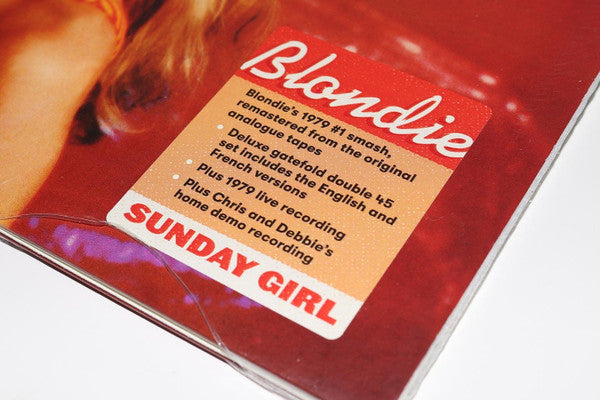 Blondie
Blondie's 1979 #1 smash,
remastered from the original
analogue tapes
• Deluxe gatefold double 45
set includes the English and
French versions
• Plus 1979 live recording
• Plus Chris and Debbie's
home demo recording
SUNDAY GIRL